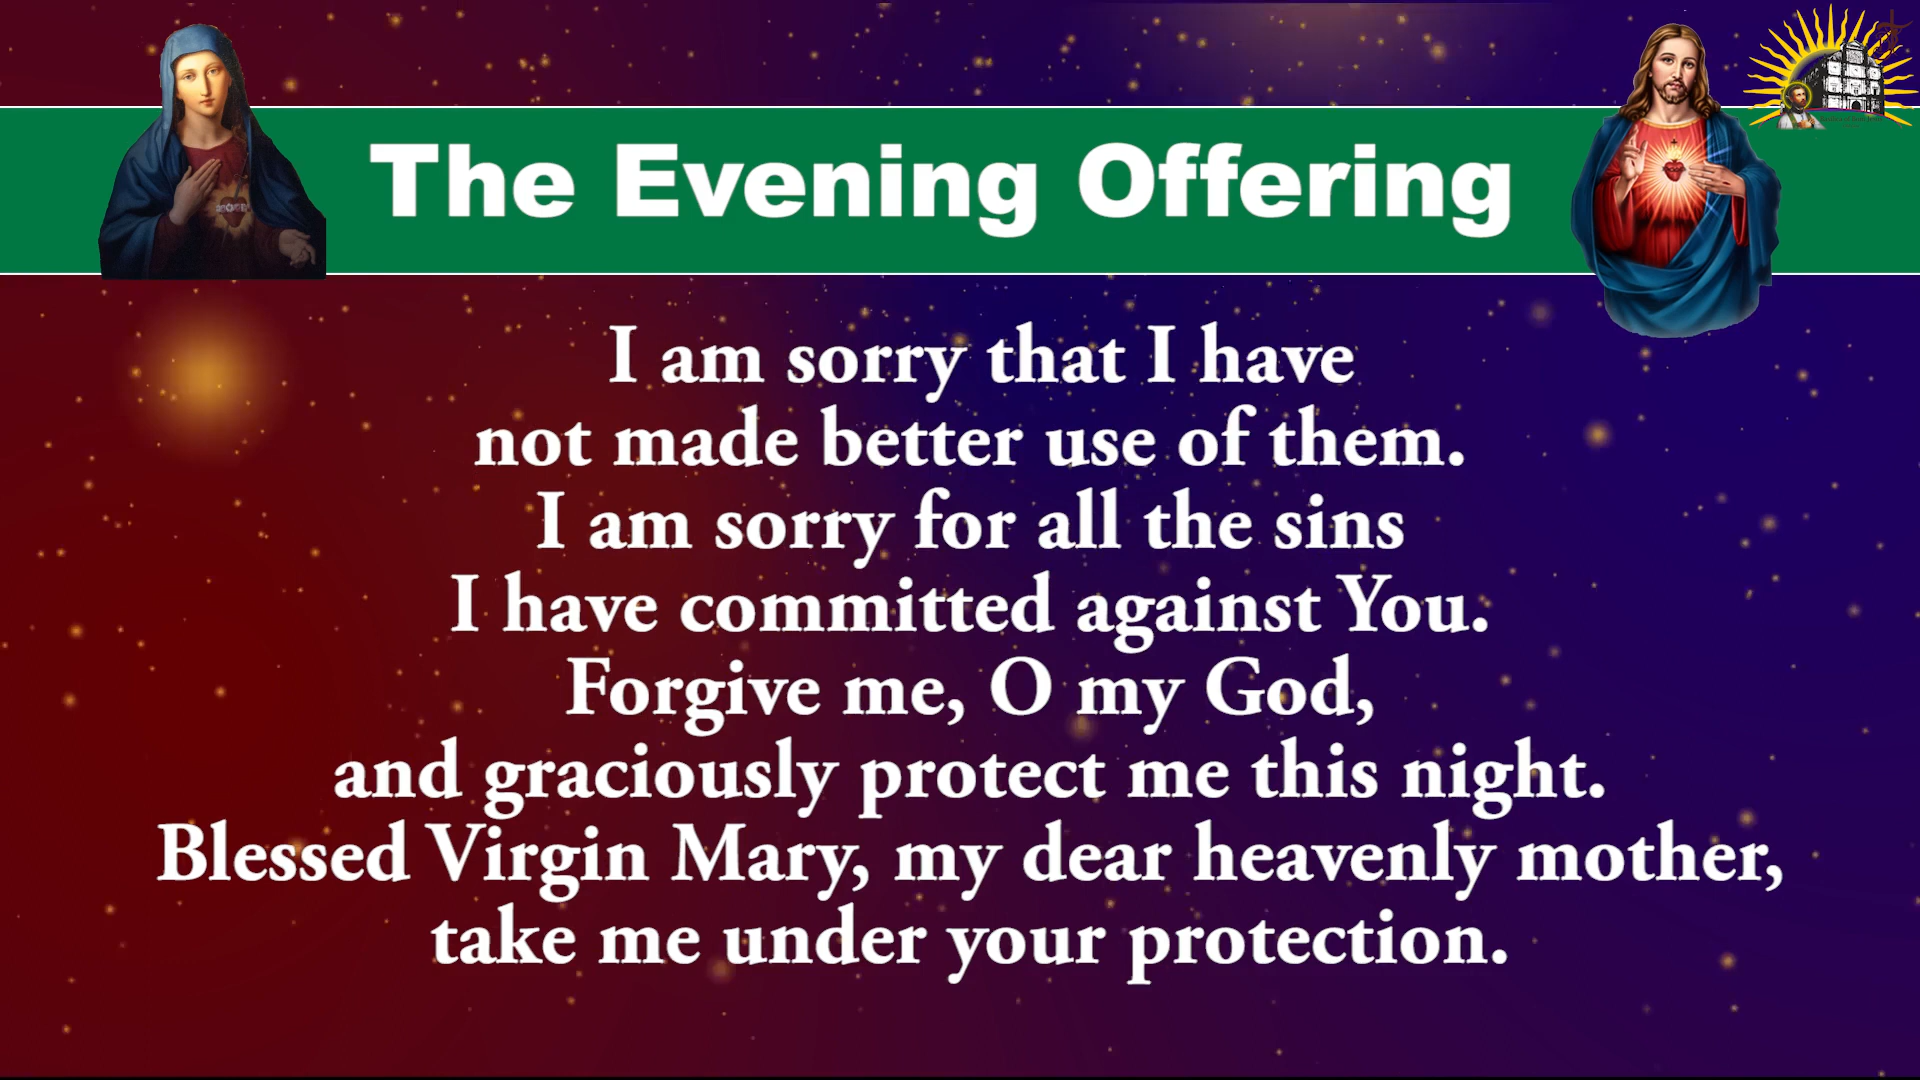 The Evening Offering
I am sorry that I have
not made better use of them.
I am sorry for all the sins
I have committed against You.
Forgive me, O my God,
and graciously protect me this night.
Blessed Virgin Mary, my dear heavenly mother,
take me under your protection.